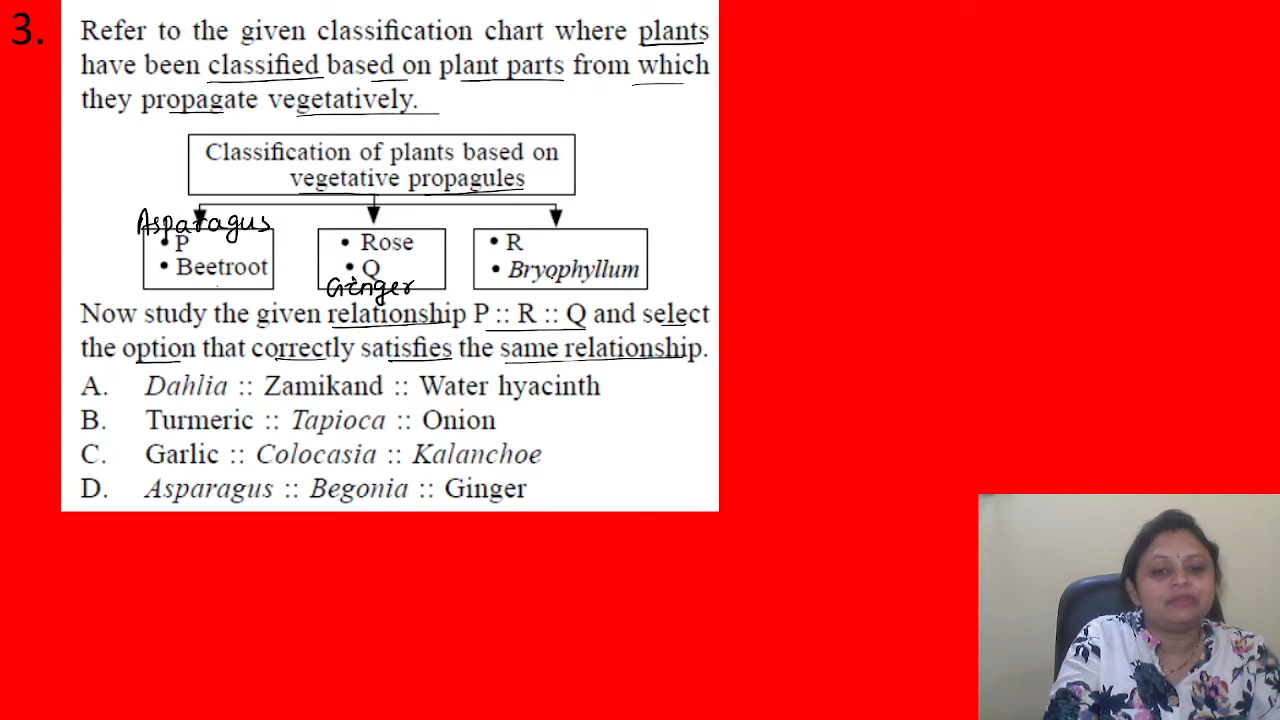 3.
Refer to the given classification chart where plants
have been classified based on plant parts from which
they propagate vegetatively.
Classification of plants based on
vegetative propagules
Asparagus
• P
• Beetroot
• Rose
• Q
Ginger
• R
• Bryophyllum
Now study the given relationship P :: R :: Q and select
the option that correctly satisfies the same relationship.
A. Dahlia :: Zamikand :: Water hyacinth
B. Turmeric :: Tapioca :: Onion
C. Garlic :: Colocasia :: Kalanchoe
D. Asparagus :: Begonia :: Ginger